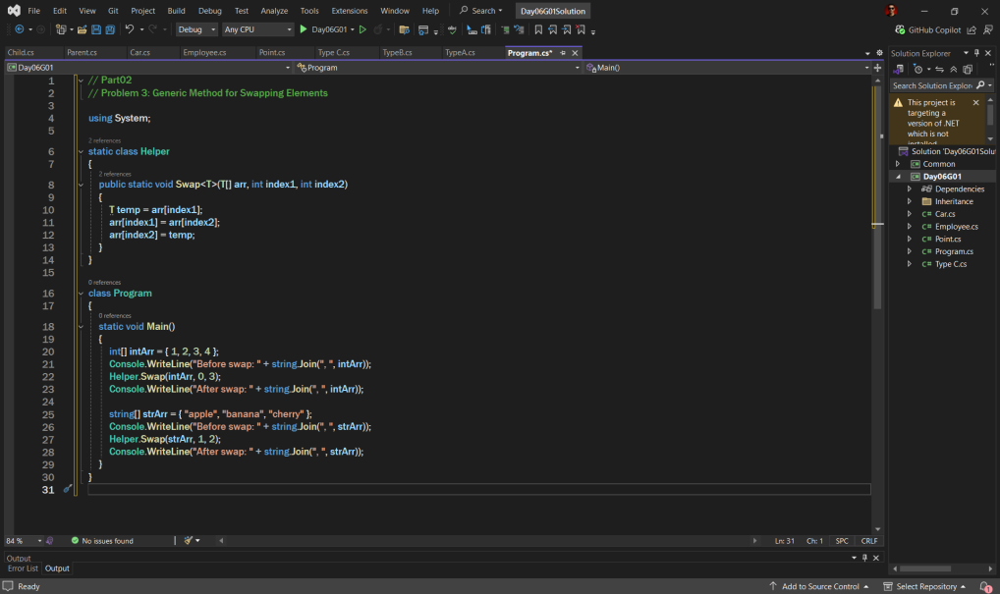 File Edit View Git Project Build Debug Test Analyze Tools Extensions Window Help Search Day06G01Solution
Debug Any CPU Day06G01 GitHub Copilot
Child.cs Parent.cs Car.cs Employee.cs Point.cs Type C.cs TypeB.cs TypeA.cs Program.cs*
Day06G01 Program Main()
1 // Part02
2 // Problem 3: Generic Method for Swapping Elements
3
4 using System;
5
2 references
6 static class Helper
7 {
2 references
8 public static void Swap<T>(T[] arr, int index1, int index2)
9 {
10 T temp = arr[index1];
11 arr[index1] = arr[index2];
12 arr[index2] = temp;
13 }
14 }
15
0 references
16 class Program
17 {
0 references
18 static void Main()
19 {
20 int[] intArr = { 1, 2, 3, 4 };
21 Console.WriteLine("Before swap: " + string.Join(", ", intArr));
22 Helper.Swap(intArr, 0, 3);
23 Console.WriteLine("After swap: " + string.Join(", ", intArr));
24
25 string[] strArr = { "apple", "banana", "cherry" };
26 Console.WriteLine("Before swap: " + string.Join(", ", strArr));
27 Helper.Swap(strArr, 1, 2);
28 Console.WriteLine("After swap: " + string.Join(", ", strArr));
29 }
30 }
31
84 % No issues found Ln: 31 Ch: 1 SPC CRLF
Output
Error List Output
Ready Add to Source Control Select Repository 1
Solution Explorer
Search Solution Explor
This project is
targeting a
version of .NET
which is not
installed
Solution 'Day06G01Solut
Common
Day06G01
Dependencies
Inheritance
C# Car.cs
C# Employee.cs
C# Point.cs
C# Program.cs
C# Type C.cs